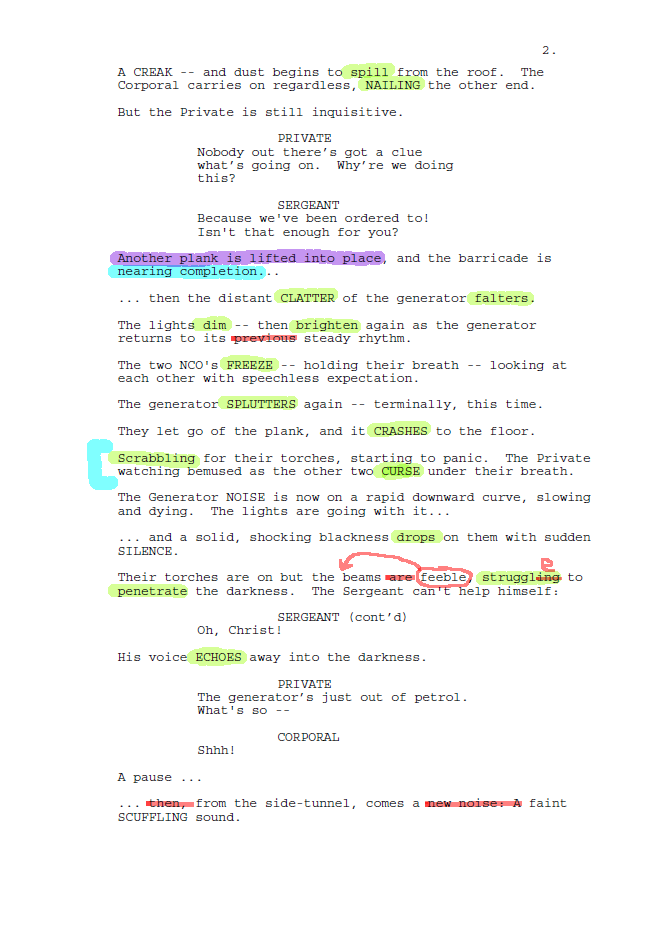 2.
A CREAK -- and dust begins to spill from the roof. The
Corporal carries on regardless, NAILING the other end.
But the Private is still inquisitive.
PRIVATE
Nobody out there's got a clue
what's going on. Why're we doing
this?
SERGEANT
Because we've been ordered to!
Isn't that enough for you?
Another plank is lifted into place, and the barricade is
nearing completion...
... then the distant CLATTER of the generator falters.
The lights dim -- then brighten again as the generator
returns to its previous steady rhythm.
The two NCO's FREEZE -- holding their breath -- looking at
each other with speechless expectation.
The generator SPLUTTERS again -- terminally, this time.
They let go of the plank, and it CRASHES to the floor.
Scrabbling for their torches, starting to panic. The Private
watching bemused as the other two CURSE under their breath.
The Generator NOISE is now on a rapid downward curve, slowing
and dying. The lights are going with it...
... and a solid, shocking blackness drops on them with sudden
SILENCE.
e
Their torches are on but the beams are feeble, struggling to
penetrate the darkness. The Sergeant can't help himself:
SERGEANT (cont'd)
Oh, Christ!
His voice ECHOES away into the darkness.
PRIVATE
The generator's just out of petrol.
What's so --
CORPORAL
Shhh!
A pause ...
... then, from the side-tunnel, comes a new noise: A faint
SCUFFLING sound.